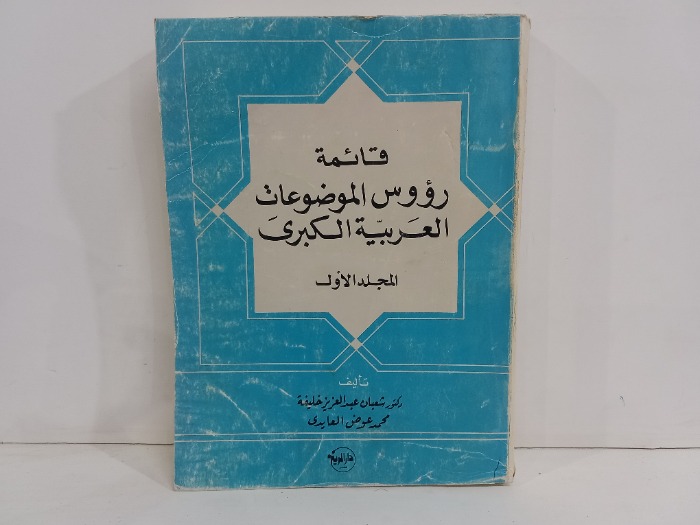 قائمة
رؤوس الموضوعات
العربية الكبرى
المجلد الأول
تأليف
دكتور شعبان عبد العزيز خليفة
محمد عوض العايدي